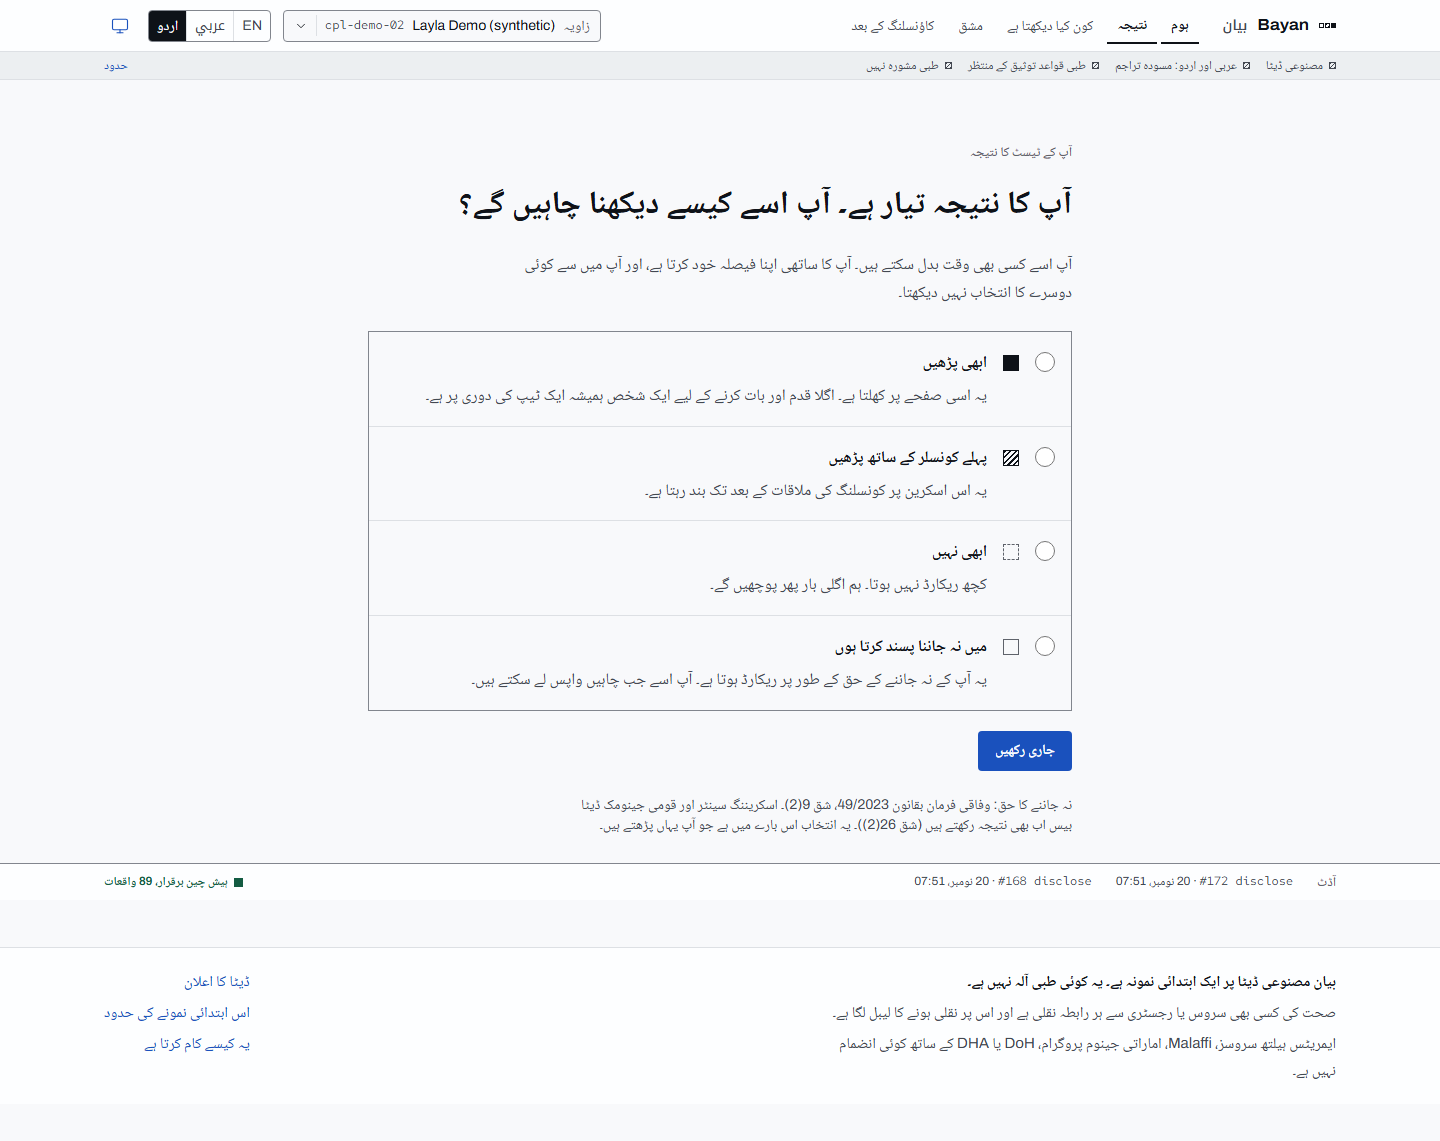 Bayan بیان
ہوم
نتیجہ
کون کیا دیکھتا ہے
مشق
کاؤنسلنگ کے بعد
زاویہ Layla Demo (synthetic) cpl-demo-02
EN
عربي
اردو
مصنوعی ڈیٹا
عربی اور اردو: مسودہ تراجم
طبی قواعد توثیق کے منتظر
طبی مشورہ نہیں
حدود
آپ کے ٹیسٹ کا نتیجہ
آپ کا نتیجہ تیار ہے۔ آپ اسے کیسے دیکھنا چاہیں گے؟
آپ اسے کسی بھی وقت بدل سکتے ہیں۔ آپ کا ساتھی اپنا فیصلہ خود کرتا ہے، اور آپ میں سے کوئی
دوسرے کا انتخاب نہیں دیکھتا۔
ابھی پڑھیں
یہ اسی صفحے پر کھلتا ہے۔ اگلا قدم اور بات کرنے کے لیے ایک شخص ہمیشہ ایک ٹیپ کی دوری پر ہے۔
پہلے کونسلر کے ساتھ پڑھیں
یہ اس اسکرین پر کونسلنگ کی ملاقات کے بعد تک بند رہتا ہے۔
ابھی نہیں
کچھ ریکارڈ نہیں ہوتا۔ ہم اگلی بار پھر پوچھیں گے۔
میں نہ جاننا پسند کرتا ہوں
یہ آپ کے نہ جاننے کے حق کے طور پر ریکارڈ ہوتا ہے۔ آپ اسے جب چاہیں واپس لے سکتے ہیں۔
جاری رکھیں
نہ جاننے کا حق: وفاقی فرمان بقانون 49/2023، شق 9(2)۔ اسکریننگ سینٹر اور قومی جینومک ڈیٹا
بیس اب بھی نتیجہ رکھتے ہیں (شق 26(2))۔ یہ انتخاب اس بارے میں ہے جو آپ یہاں پڑھتے ہیں۔
آڈٹ
disclose #172 · 20 نومبر، 07:51
disclose #168 · 20 نومبر، 07:51
ہیش چین برقرار، 89 واقعات
بیان مصنوعی ڈیٹا پر ایک ابتدائی نمونہ ہے۔ یہ کوئی طبی آلہ نہیں ہے۔
صحت کی کسی بھی سروس یا رجسٹری سے ہر رابطہ نقلی ہے اور اس پر نقلی ہونے کا لیبل لگا ہے۔
ایمریٹس ہیلتھ سروسز، Malaffi، اماراتی جینوم پروگرام، DoH یا DHA کے ساتھ کوئی انضمام
نہیں ہے۔
ڈیٹا کا اعلان
اس ابتدائی نمونے کی حدود
یہ کیسے کام کرتا ہے